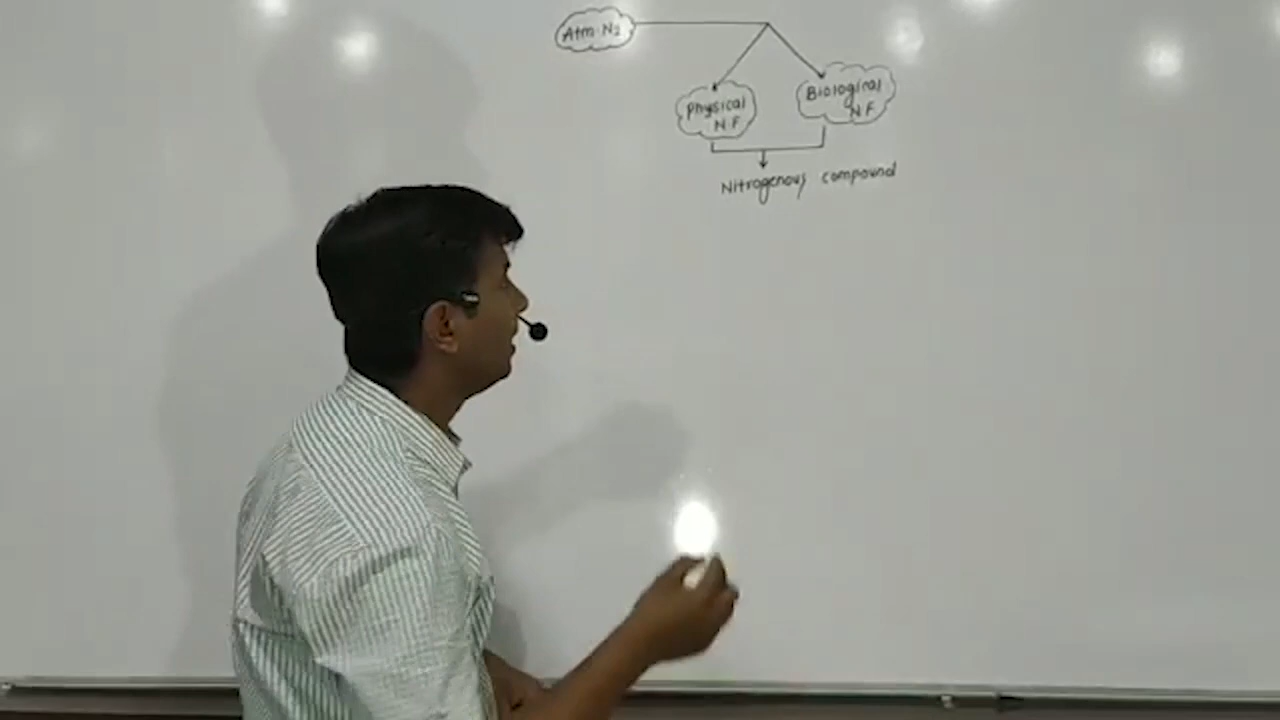 Atm. N2
Physical
N.F
Biological
N.F.
Nitrogenous compound